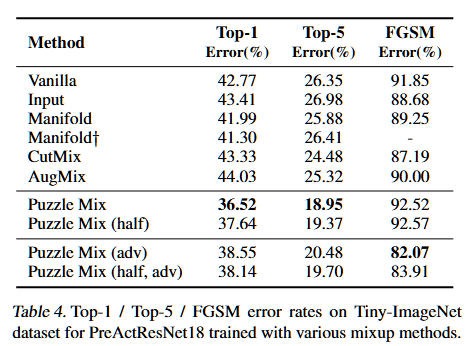 Method Top-1 Error(%) Top-5 Error(%) FGSM Error(%)
Vanilla 42.77 26.35 91.85
Input 43.41 26.98 88.68
Manifold 41.99 25.88 89.25
Manifold† 41.30 26.41 -
CutMix 43.33 24.48 87.19
AugMix 44.03 25.32 90.00
Puzzle Mix 36.52 18.95 92.52
Puzzle Mix (half) 37.64 19.37 92.57
Puzzle Mix (adv) 38.55 20.48 82.07
Puzzle Mix (half, adv) 38.14 19.70 83.91
Table 4. Top-1 / Top-5 / FGSM error rates on Tiny-ImageNet
dataset for PreActResNet18 trained with various mixup methods.